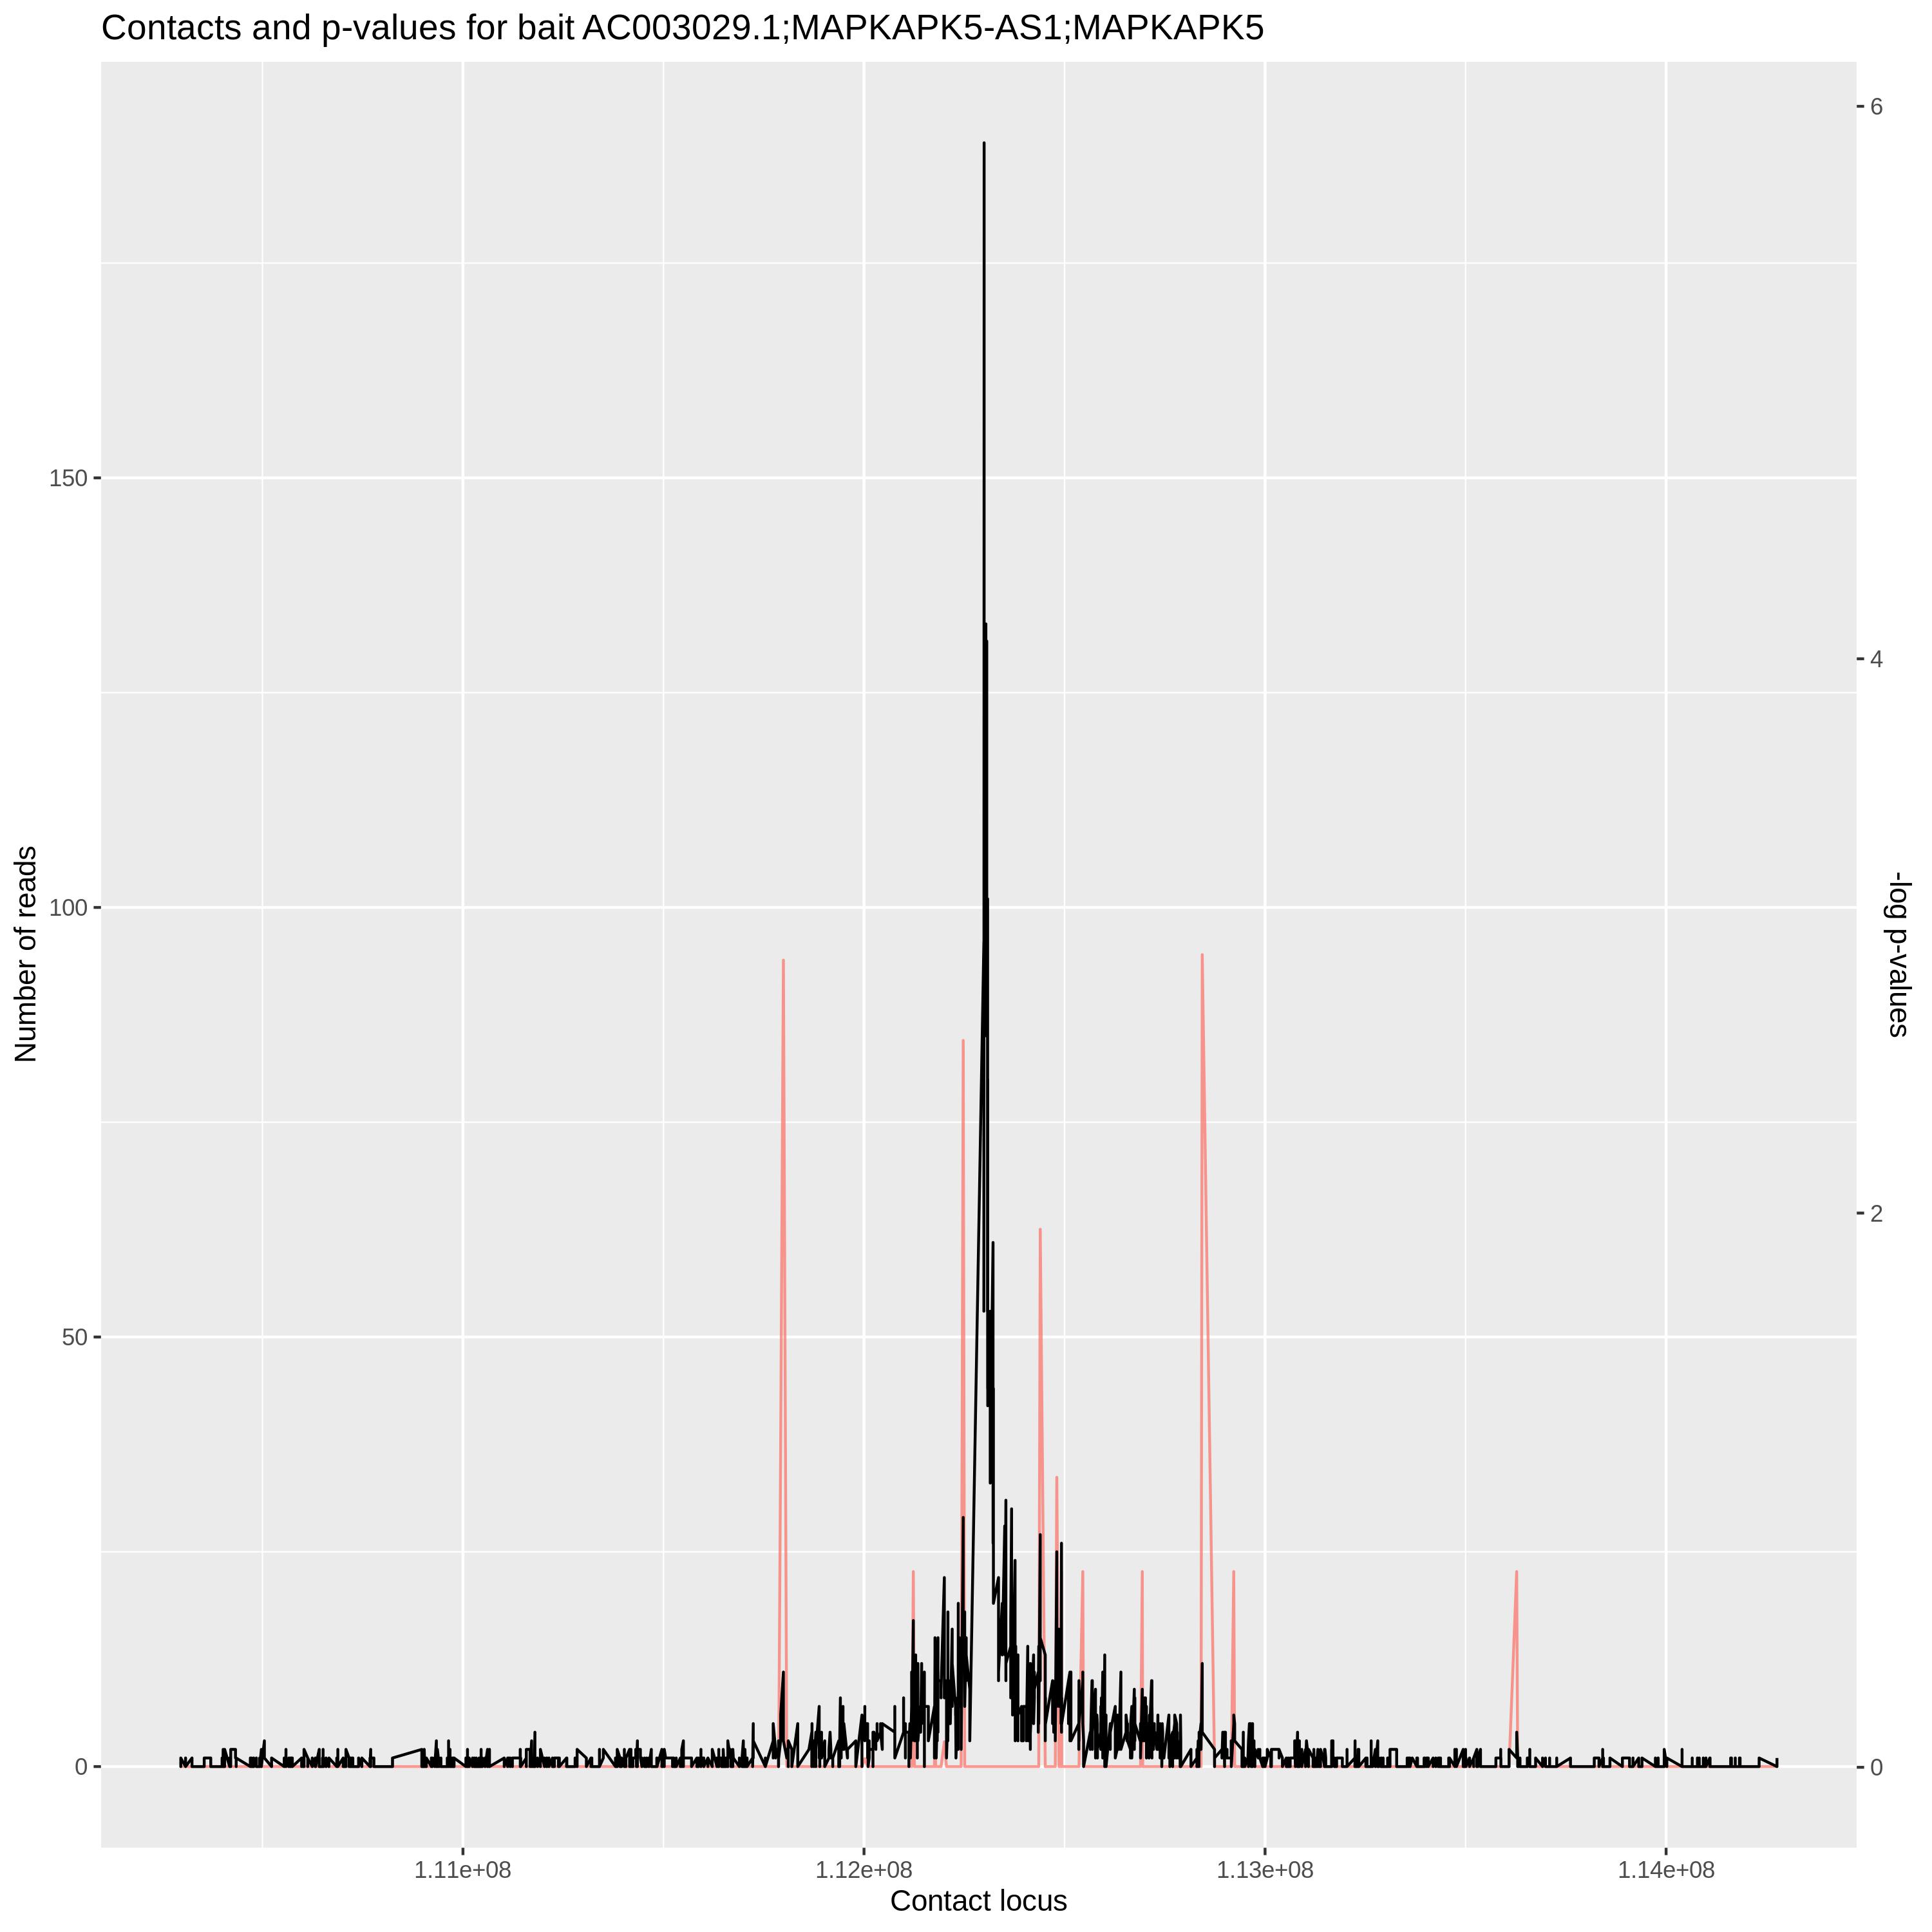 Contacts and p-values for bait AC003029.1;MAPKAPK5-AS1;MAPKAPK5
Number of reads
150
100
50
0
6
4
2
0
-log p-values
1.11e+08 1.12e+08 1.13e+08 1.14e+08
Contact locus